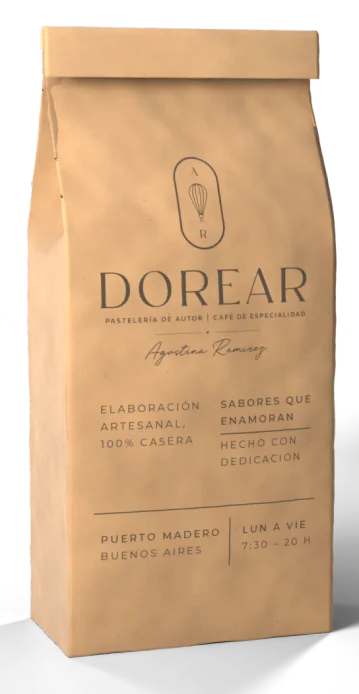 A
R
DOREAR
PASTELERÍA DE AUTOR | CAFÉ DE ESPECIALIDAD
Agustina Ramirez
ELABORACIÓN
ARTESANAL,
100% CASERA
SABORES QUE
ENAMORAN
HECHO CON
DEDICACIÓN
PUERTO MADERO
BUENOS AIRES
LUN A VIE
7:30 – 20 H